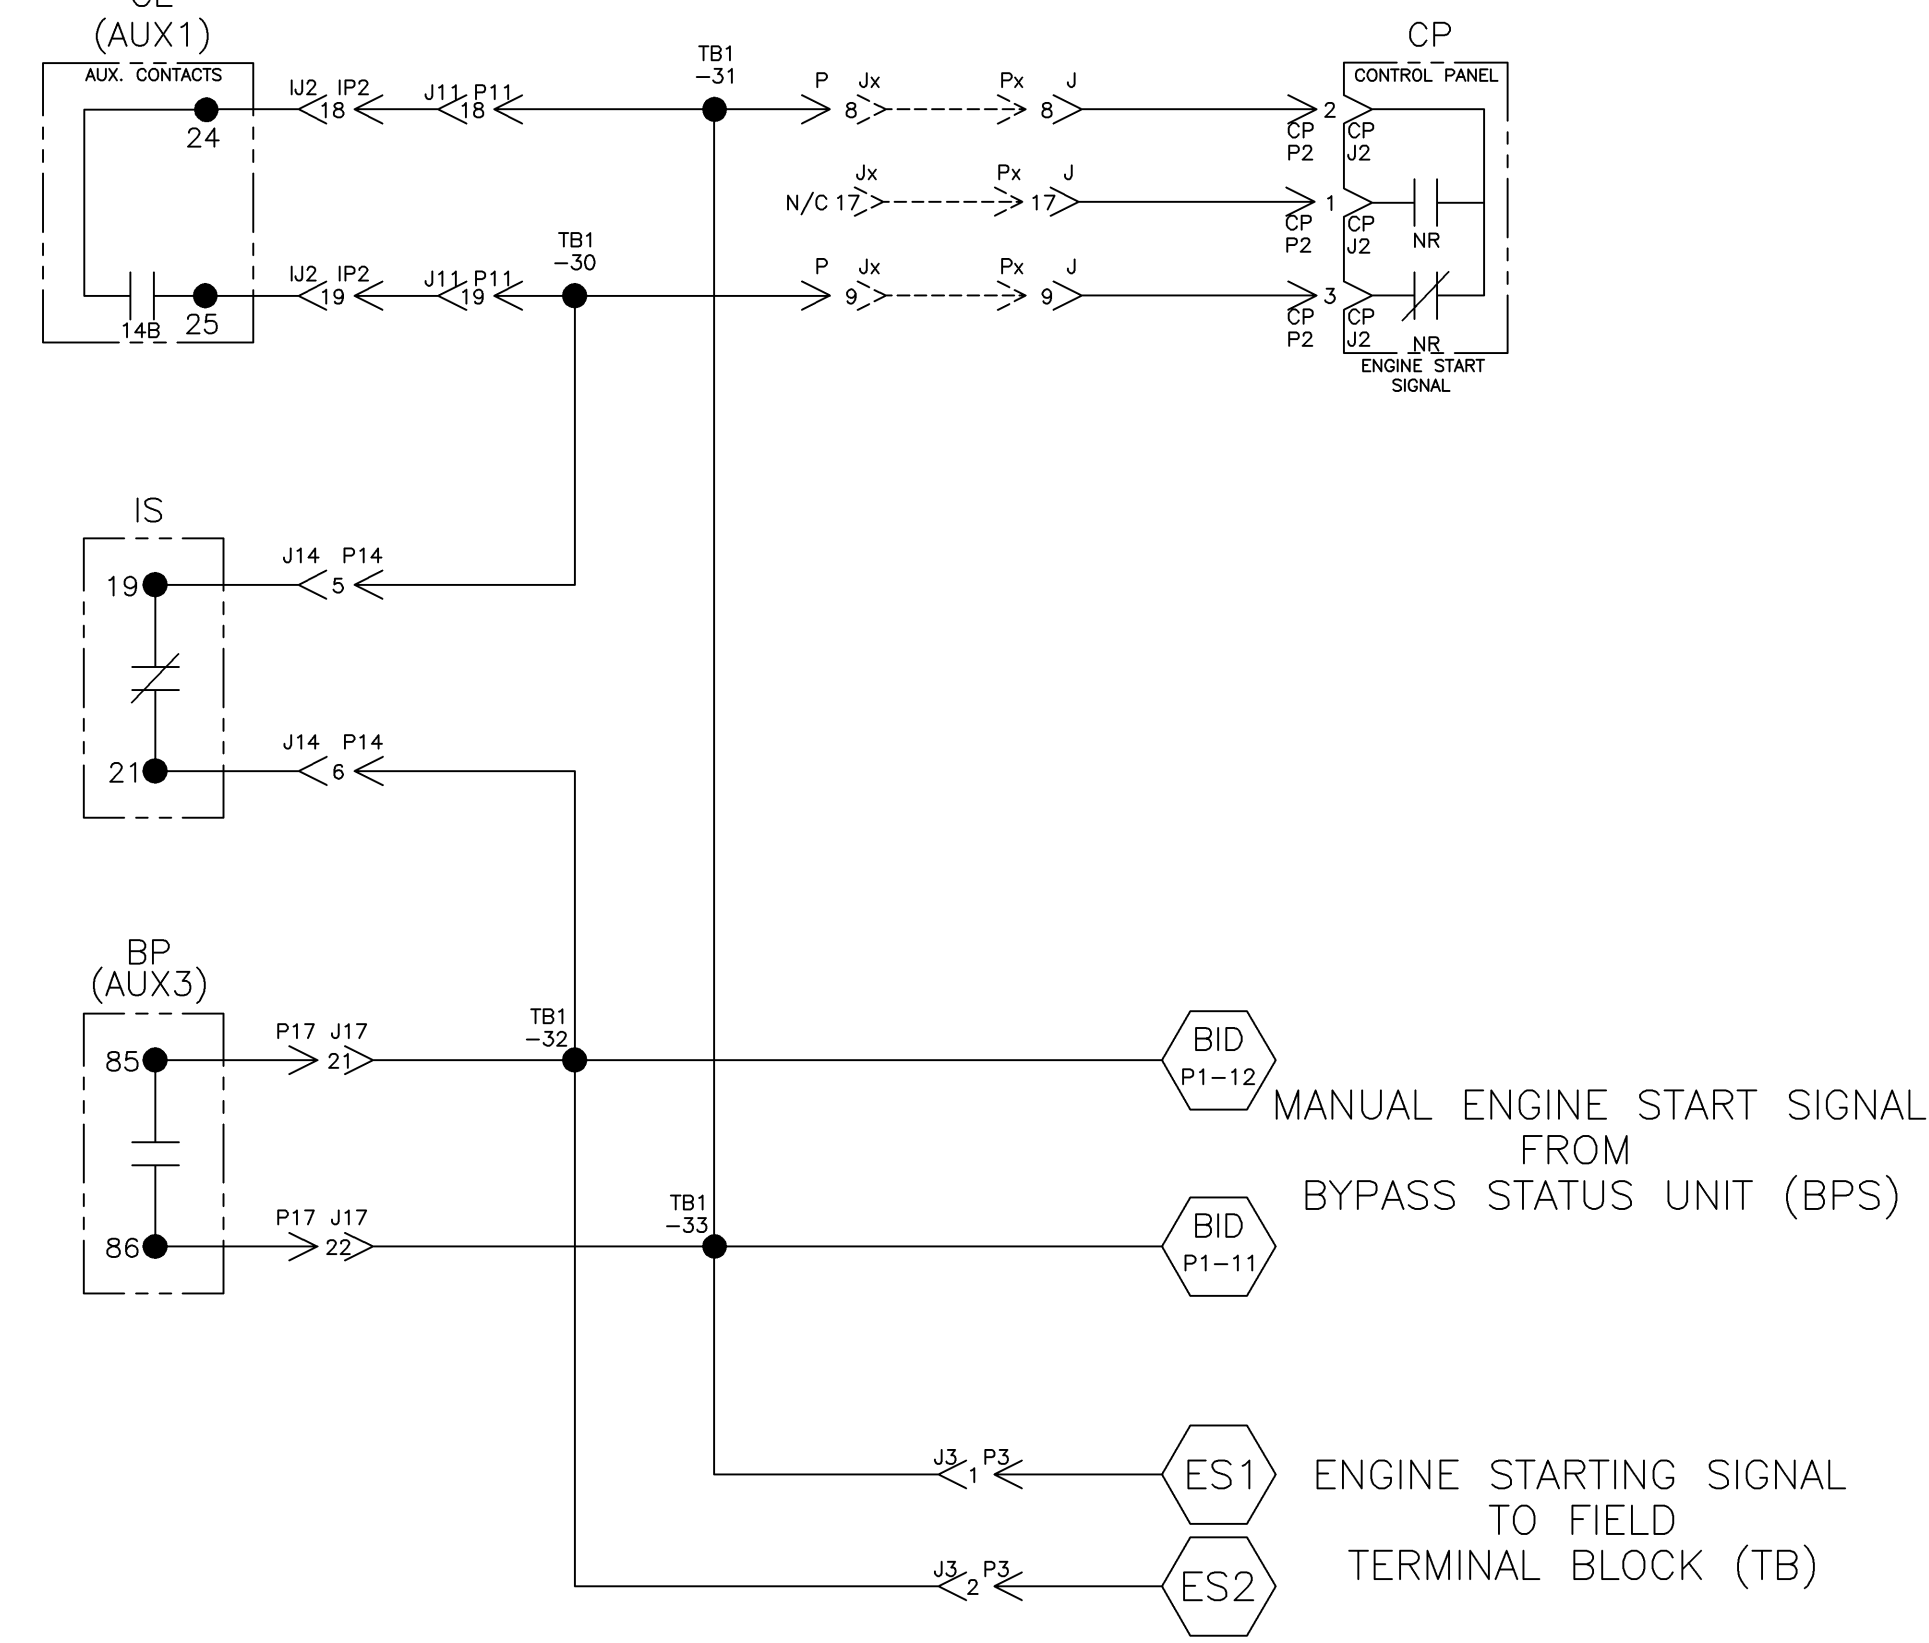 (AUX1)
AUX. CONTACTS
24
25
14B
IJ2 IP2
18
J11 P11
18
TB1
-31
P Jx
8
Px J
8
2
CP
P2
CP
J2
CP
CONTROL PANEL
N/C 17
Jx
Px J
17
1
CP
P2
CP
J2
NR
IJ2 IP2
19
J11 P11
19
TB1
-30
P Jx
9
Px J
9
3
CP
P2
CP
J2
NR
ENGINE START
SIGNAL
IS
19
J14 P14
5
21
J14 P14
6
BP
(AUX3)
85
P17 J17
21
TB1
-32
BID
P1-12
MANUAL ENGINE START SIGNAL
FROM
BYPASS STATUS UNIT (BPS)
86
P17 J17
22
TB1
-33
BID
P1-11
J3 P3
1
ES1
ENGINE STARTING SIGNAL
TO FIELD
TERMINAL BLOCK (TB)
J3 P3
2
ES2